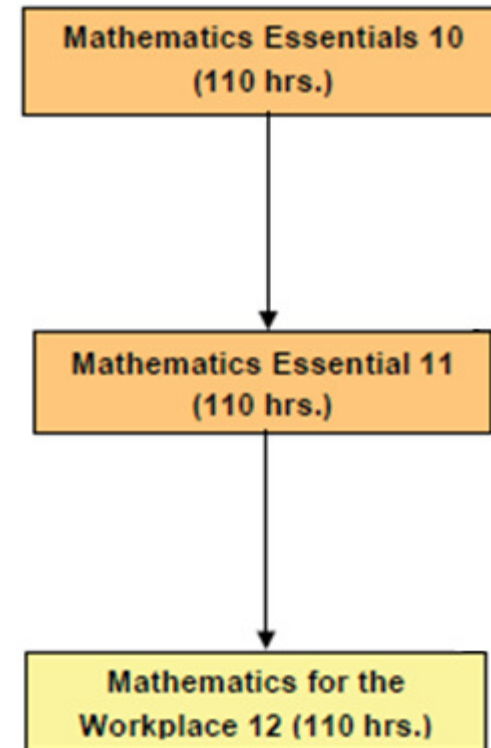 Mathematics Essentials 10
(110 hrs.)
Mathematics Essential 11
(110 hrs.)
Mathematics for the
Workplace 12 (110 hrs.)